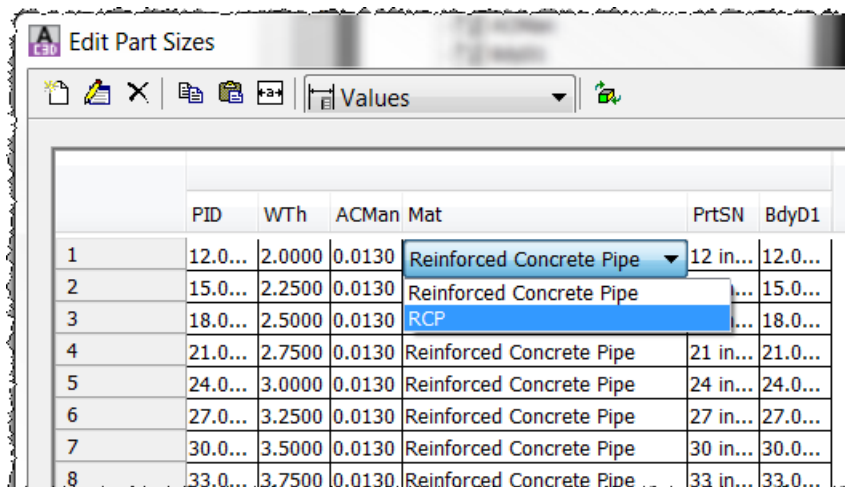 A
C3D Edit Part Sizes
Values
PID WTh ACMan Mat PrtSN BdyD1
1 12.0... 2.0000 0.0130 Reinforced Concrete Pipe 12 in... 12.0...
2 15.0... 2.2500 0.0130 Reinforced Concrete Pipe ... 15.0...
3 18.0... 2.5000 0.0130 RCP ... 18.0...
4 21.0... 2.7500 0.0130 Reinforced Concrete Pipe 21 in... 21.0...
5 24.0... 3.0000 0.0130 Reinforced Concrete Pipe 24 in... 24.0...
6 27.0... 3.2500 0.0130 Reinforced Concrete Pipe 27 in... 27.0...
7 30.0... 3.5000 0.0130 Reinforced Concrete Pipe 30 in... 30.0...
8 33.0... 3.7500 0.0130 Reinforced Concrete Pipe 33 in... 33.0...